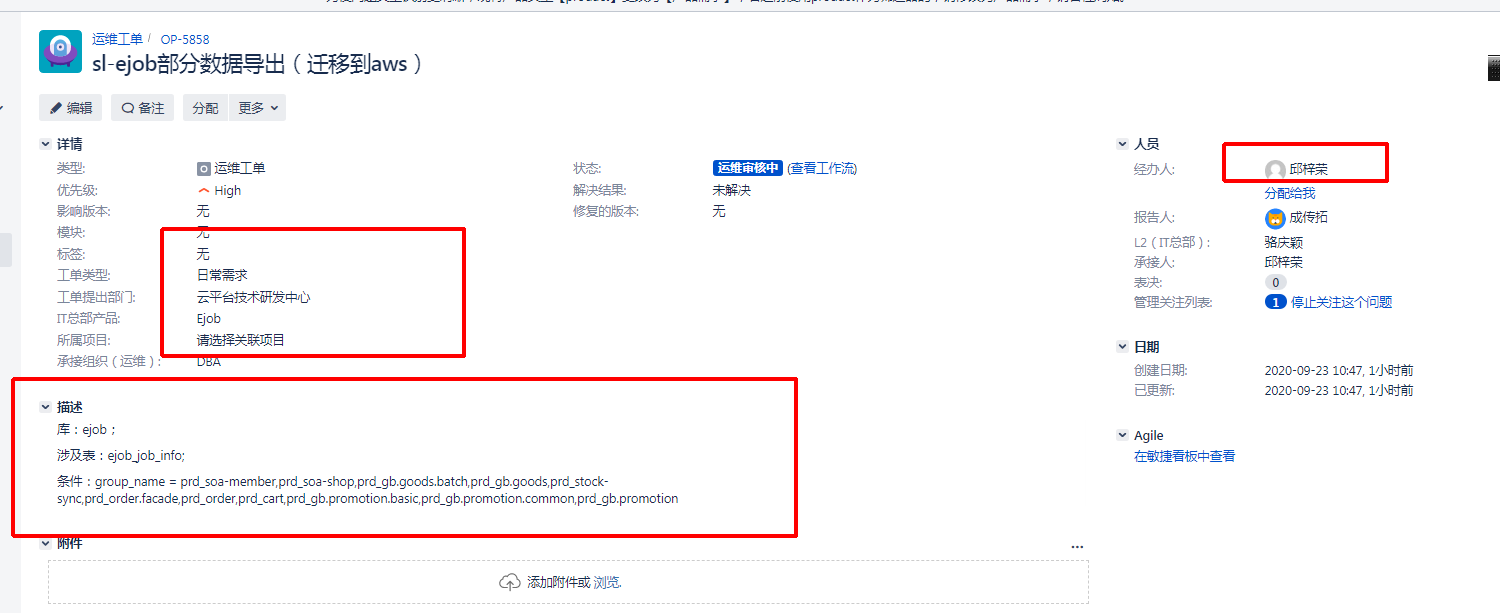 运维工单 / OP-5858
sl-ejob部分数据导出（迁移到aws）
编辑 备注 分配 更多
详情
类型: 运维工单
优先级: High
影响版本: 无
模块: 无
标签: 无
工单类型: 日常需求
工单提出部门: 云平台技术研发中心
IT总部产品: Ejob
所属项目: 请选择关联项目
承接组织（运维）: DBA
状态: 运维审核中 (查看工作流)
解决结果: 未解决
修复的版本: 无
描述
库：ejob；
涉及表：ejob_job_info;
条件：group_name = prd_soa-member,prd_soa-shop,prd_gb.goods.batch,prd_gb.goods,prd_stock-
sync,prd_order.facade,prd_order,prd_cart,prd_gb.promotion.basic,prd_gb.promotion.common,prd_gb.promotion
附件
...
添加附件或 浏览.
人员
经办人: 邱梓荣
分配给我
报告人: 成传拓
L2（IT总部）: 骆庆颖
承接人: 邱梓荣
表决: 0
管理关注列表: 1 停止关注这个问题
日期
创建日期: 2020-09-23 10:47, 1小时前
已更新: 2020-09-23 10:47, 1小时前
Agile
在敏捷看板中查看